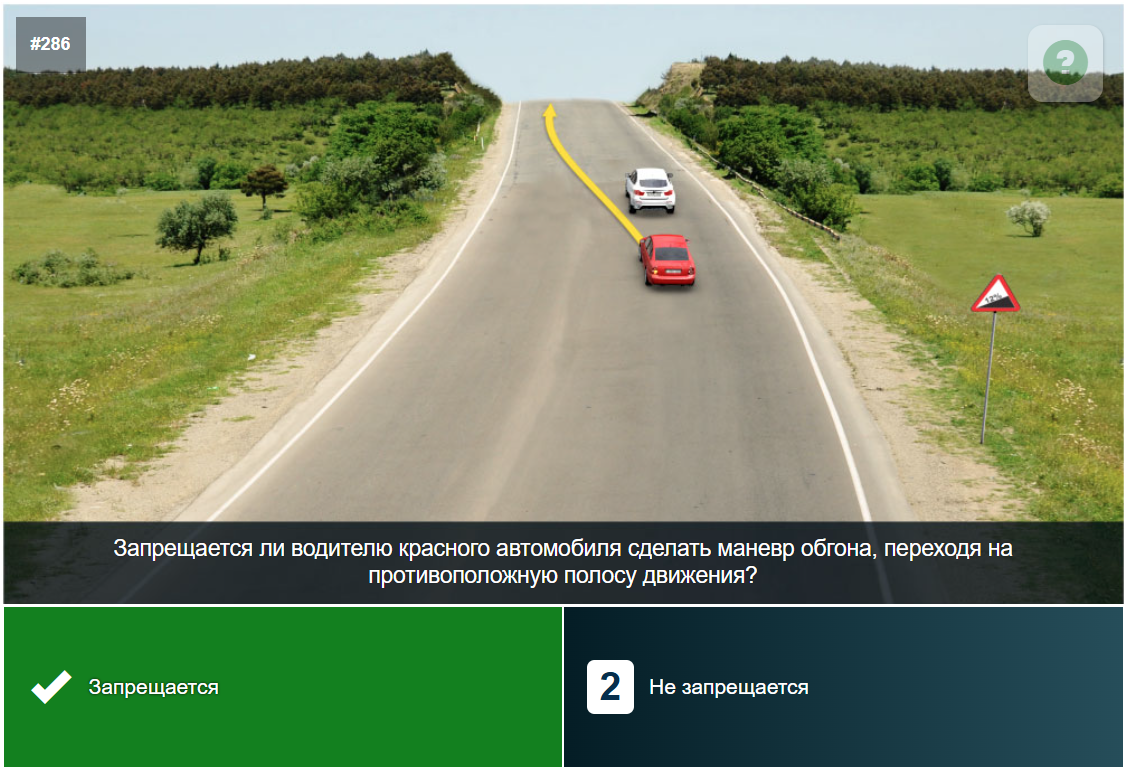 #286
?
12%
Запрещается ли водителю красного автомобиля сделать маневр обгона, переходя на
противоположную полосу движения?
Запрещается
2 Не запрещается